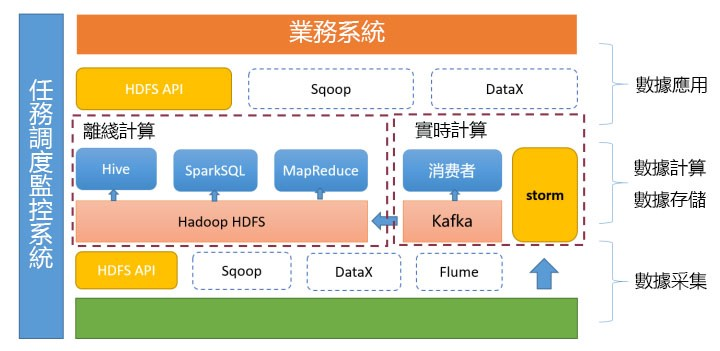 業務系統
任務調度監控系統
HDFS API
Sqoop
DataX
數據應用
離綫計算
實時計算
Hive
SparkSQL
MapReduce
消费者
storm
數據計算
數據存儲
Hadoop HDFS
Kafka
HDFS API
Sqoop
DataX
Flume
數據采集